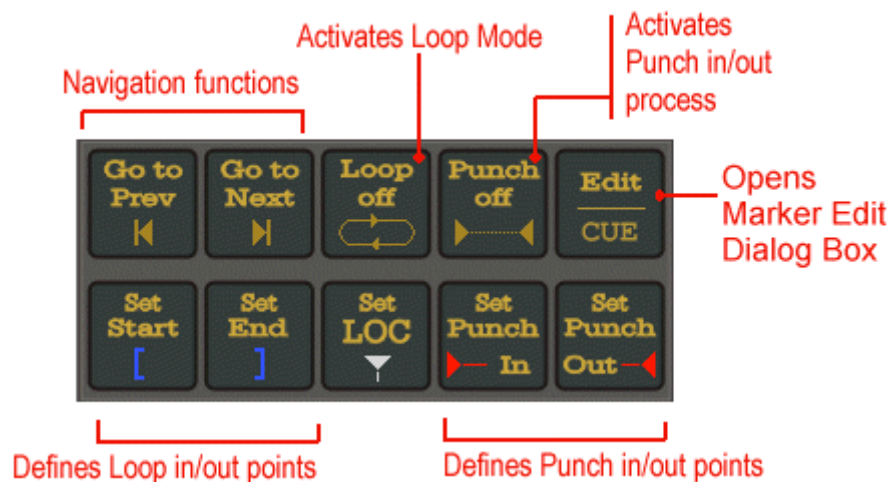 Activates Loop Mode
Activates
Punch in/out
process
Navigation functions
Go to
Prev
Go to
Next
Loop
off
Punch
off
Edit
CUE
Opens
Marker Edit
Dialog Box
Set
Start
[
Set
End
]
Set
LOC
Set
Punch
In
Set
Punch
Out
Defines Loop in/out points
Defines Punch in/out points